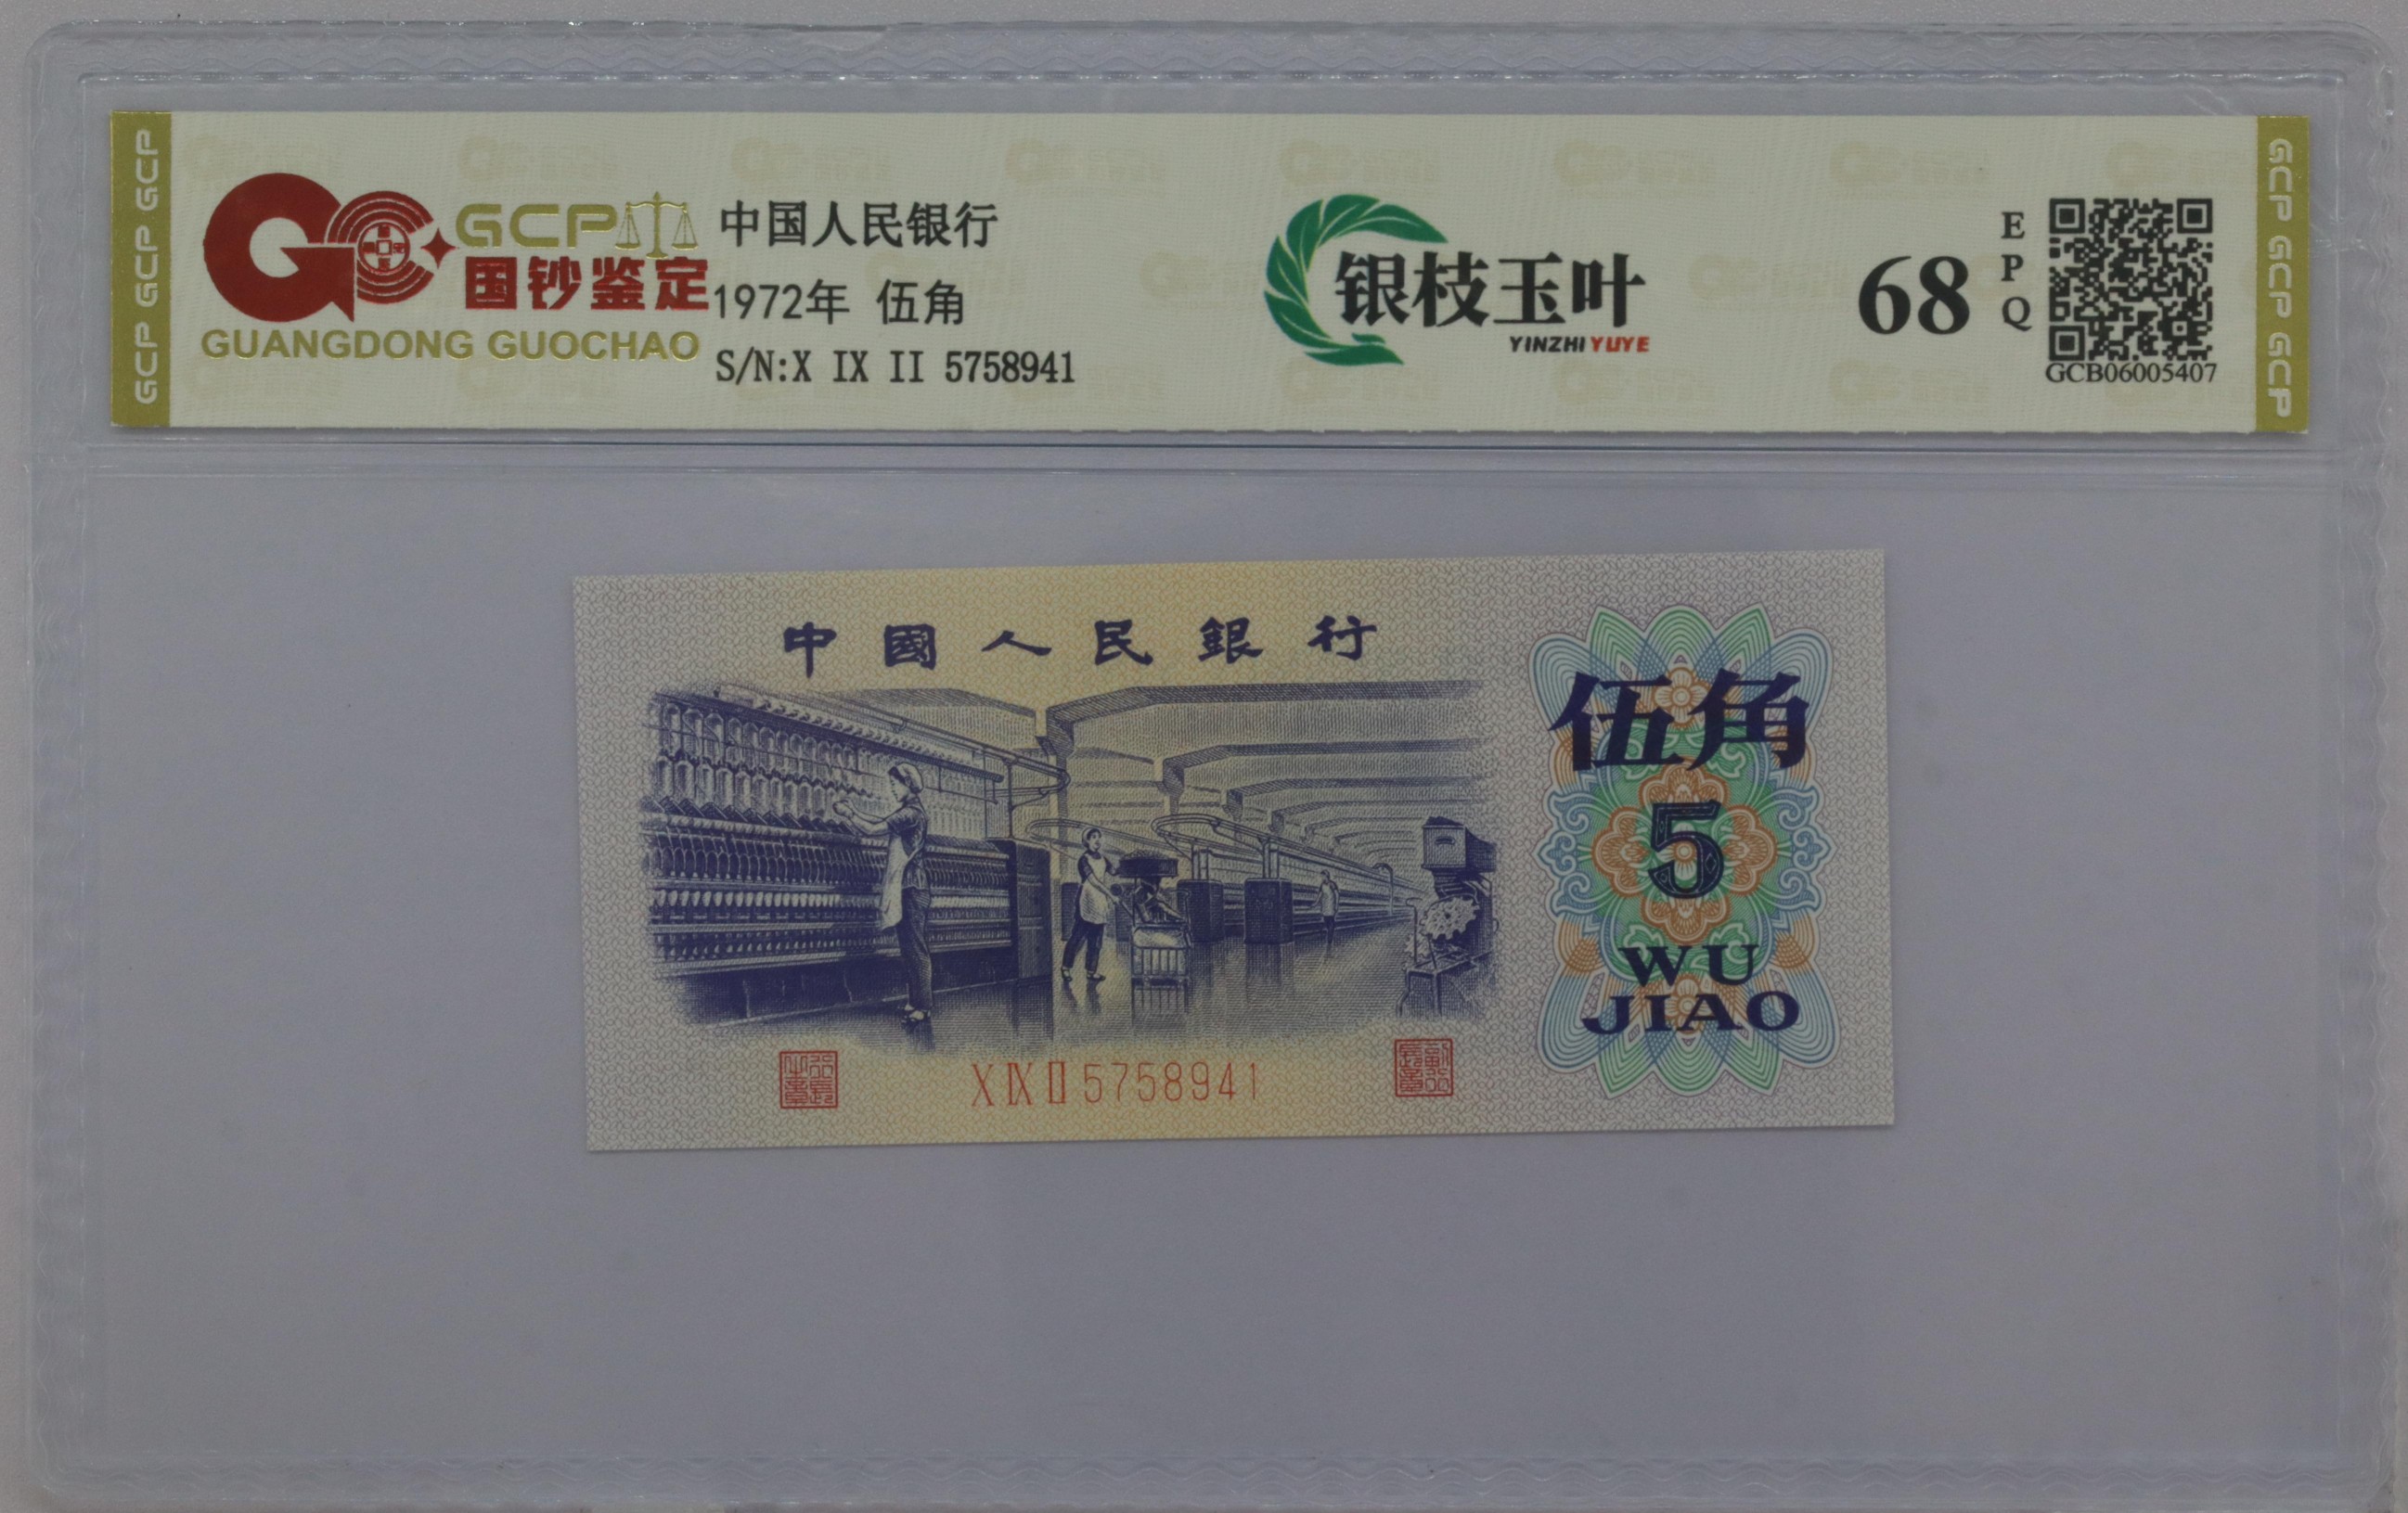 GCP GCP GCP
GCP
国钞鉴定
GUANGDONG GUOCHAO
中国人民银行
1972年 伍角
S/N:X IX II 5758941
银枝玉叶
YINZHI YUYE
68
EPQ
GCB06005407
GCP GCP GCP GCP
中國人民銀行
伍角
5
WU
JIAO
X IX II 5758941